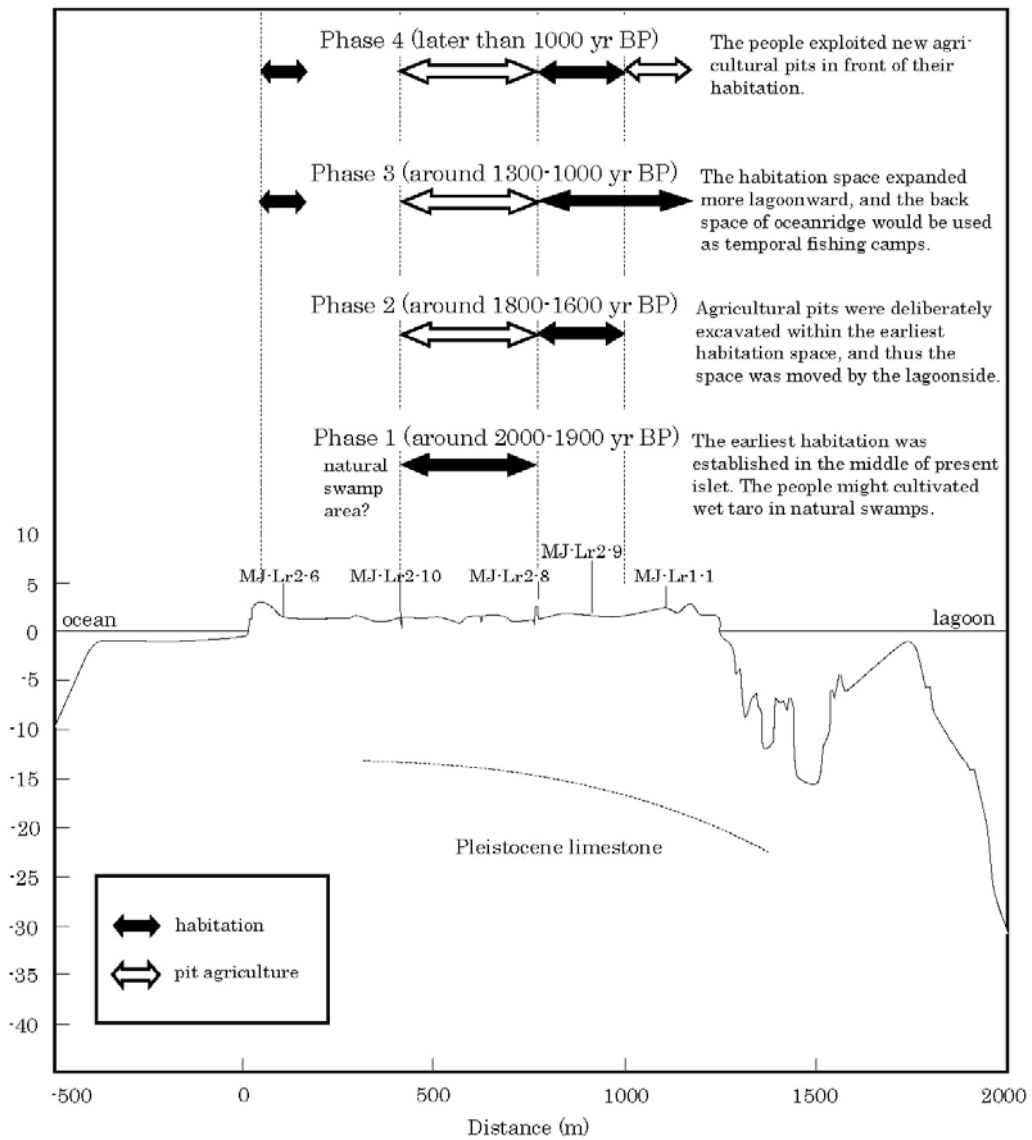 Phase 4 (later than 1000 yr BP)
The people exploited new agri-
cultural pits in front of their
habitation.
Phase 3 (around 1300-1000 yr BP)
The habitation space expanded
more lagoonward, and the back
space of oceanridge would be used
as temporal fishing camps.
Phase 2 (around 1800-1600 yr BP)
Agricultural pits were deliberately
excavated within the earliest
habitation space, and thus the
space was moved by the lagoonside.
Phase 1 (around 2000-1900 yr BP)
natural
swamp
area?
The earliest habitation was
established in the middle of present
islet. The people might cultivated
wet taro in natural swamps.
MJ-Lr2-6
MJ-Lr2-10
MJ-Lr2-8
MJ-Lr2-9
MJ-Lr1-1
ocean
lagoon
10
5
0
-5
-10
-15
-20
-25
-30
-35
-40
Pleistocene limestone
habitation
pit agriculture
-500 0 500 1000 1500 2000
Distance (m)